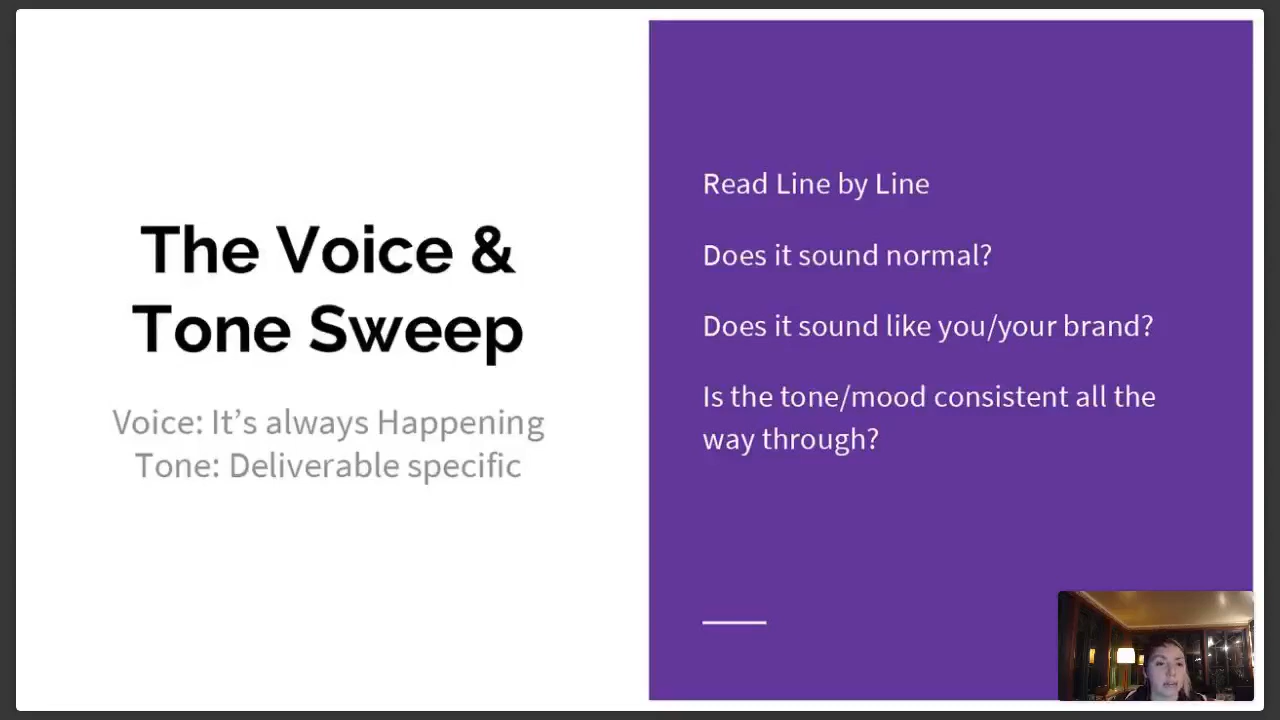 The Voice &
Tone Sweep
Voice: It’s always Happening
Tone: Deliverable specific
Read Line by Line
Does it sound normal?
Does it sound like you/your brand?
Is the tone/mood consistent all the
way through?